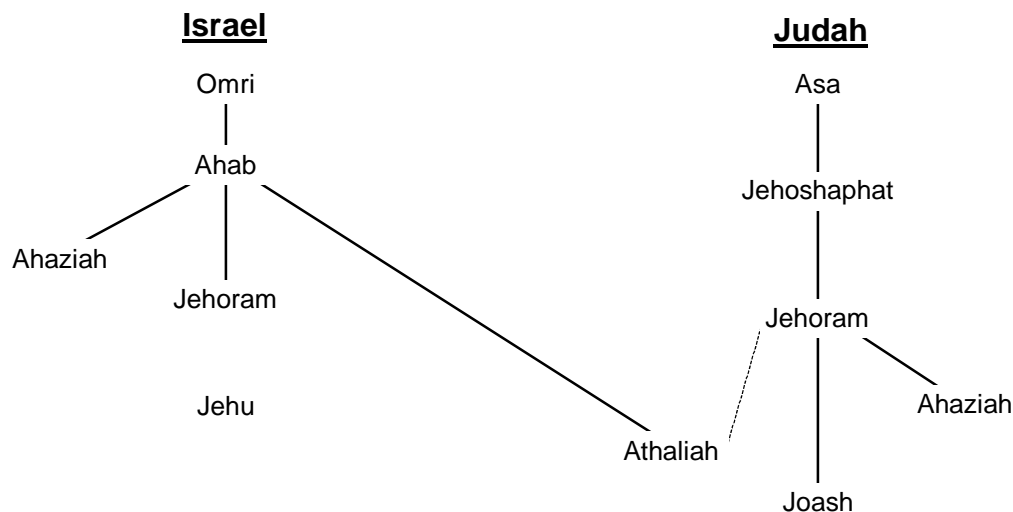 Israel
Judah
Omri
Asa
Ahab
Jehoshaphat
Ahaziah
Jehoram
Jehoram
Jehu
Ahaziah
Athaliah
Joash